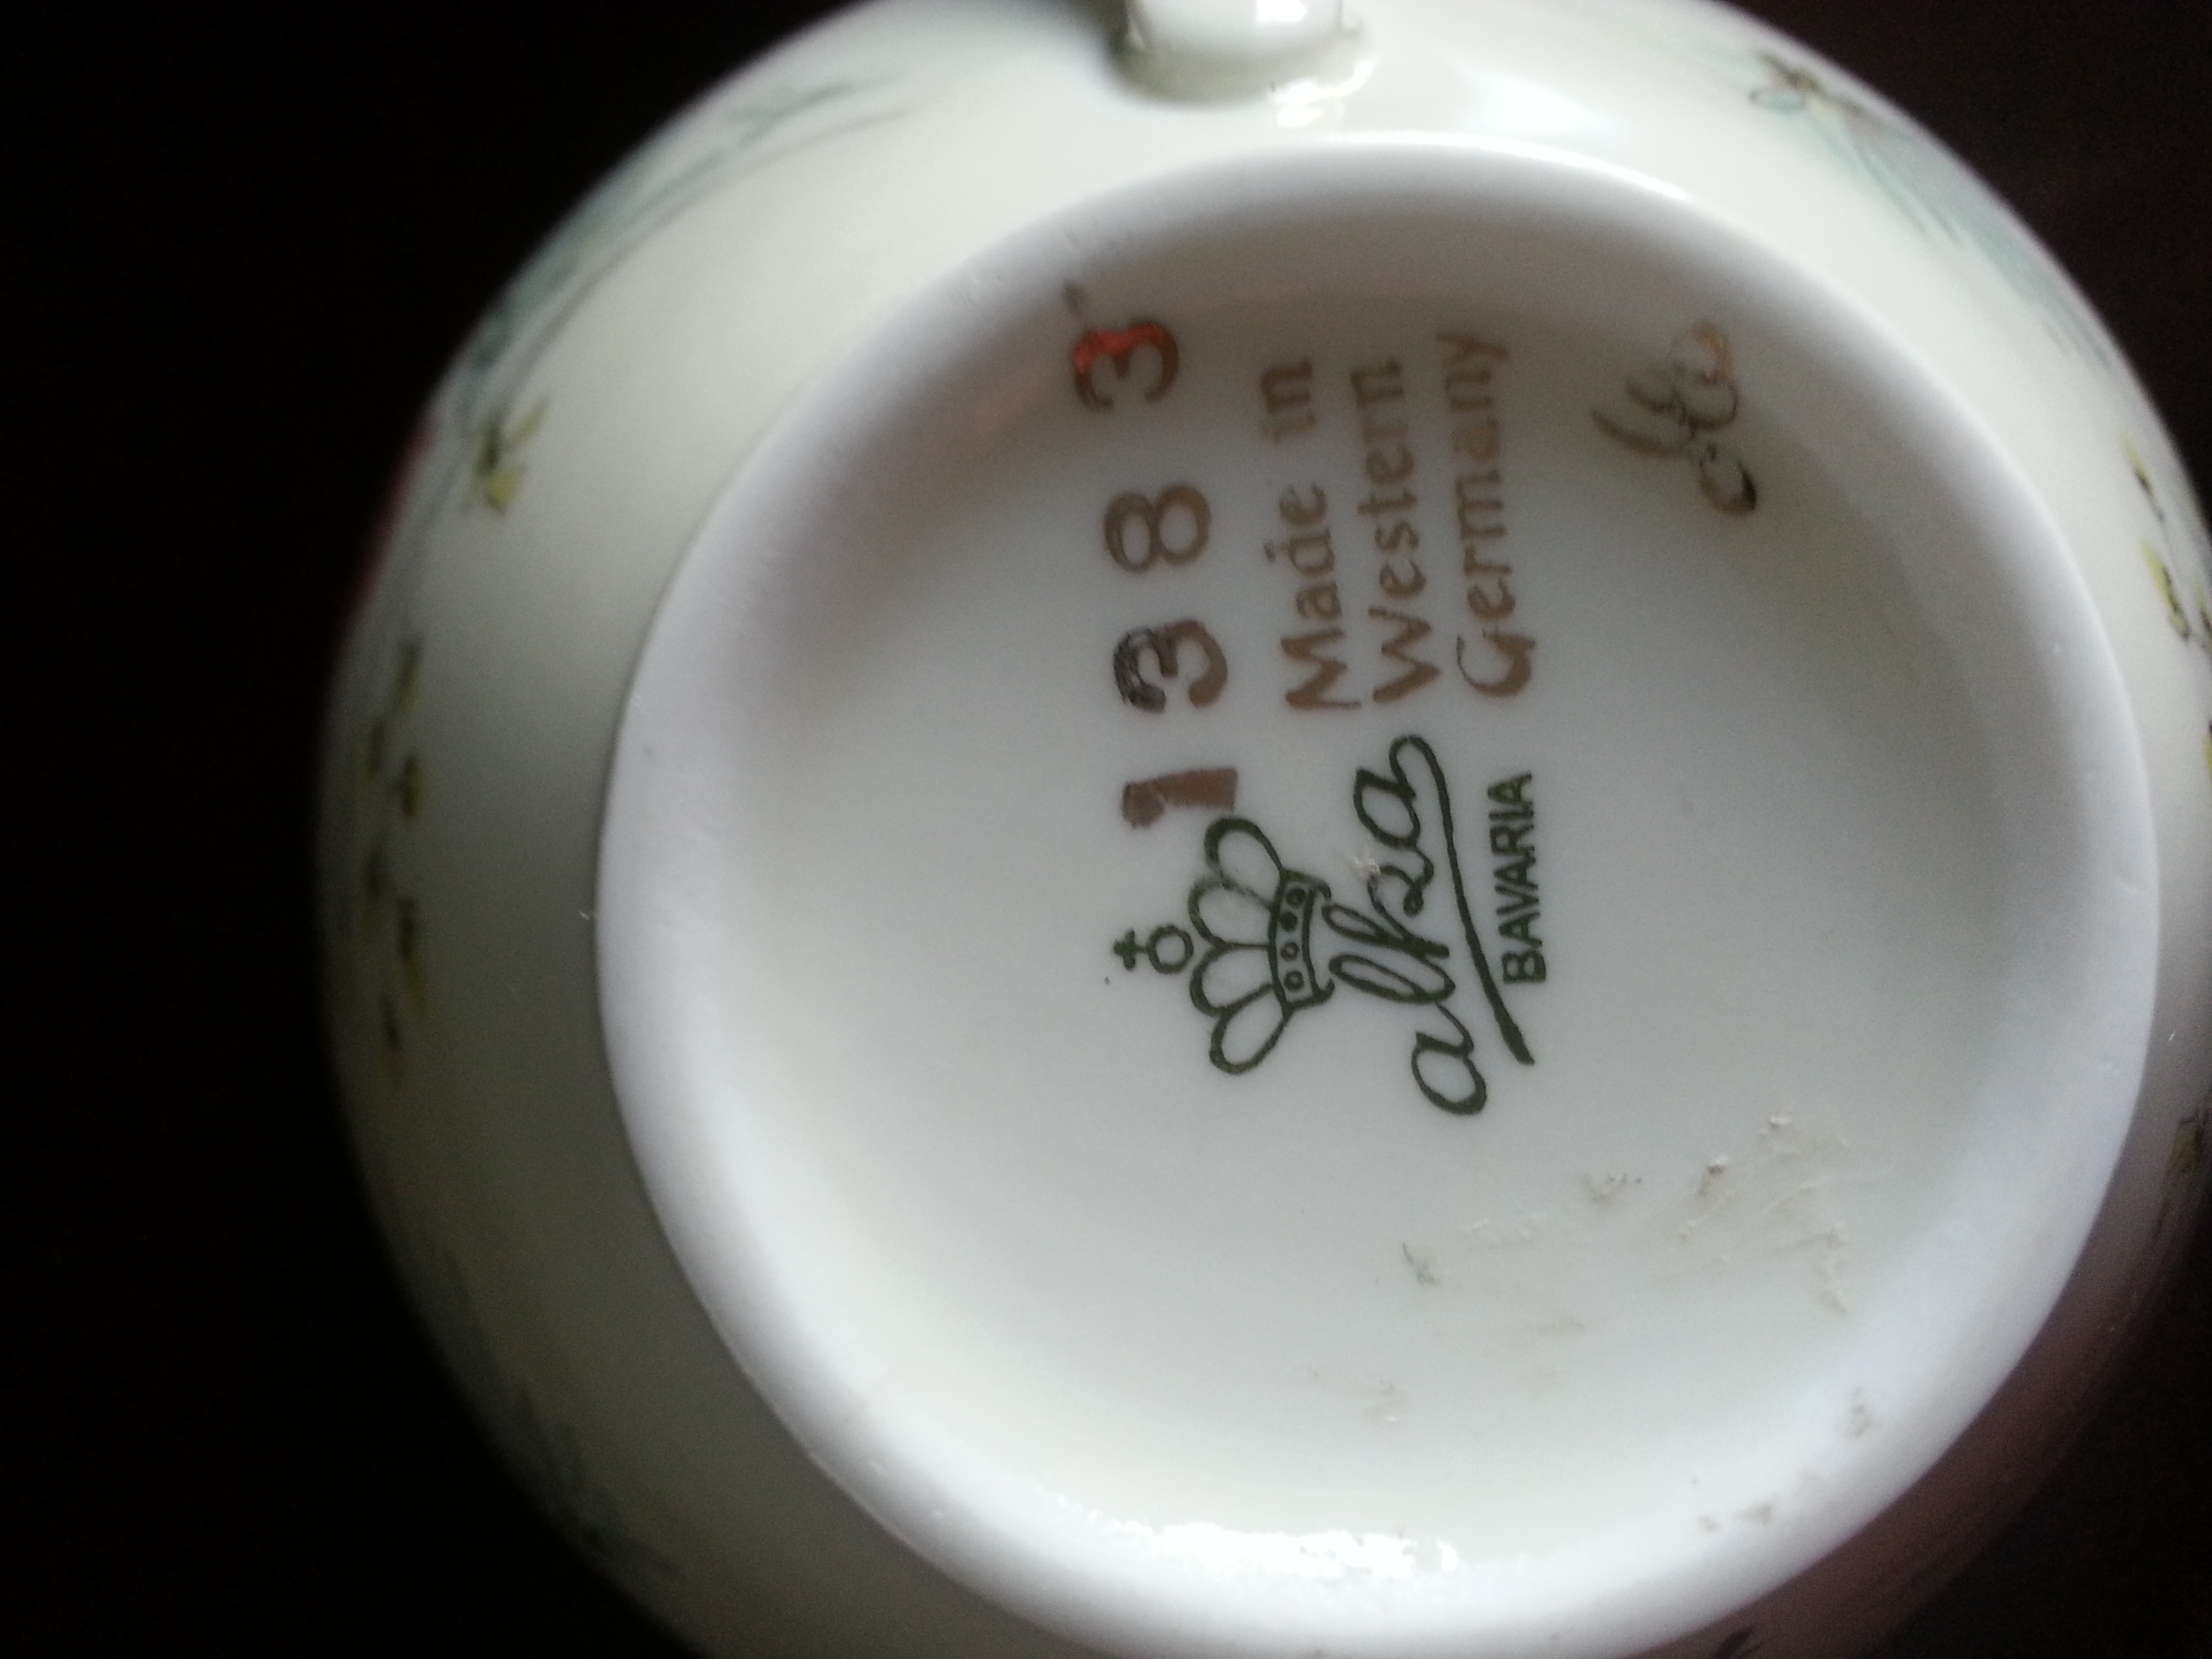 1383
Made in
Western
Germany
alka
BAVARIA